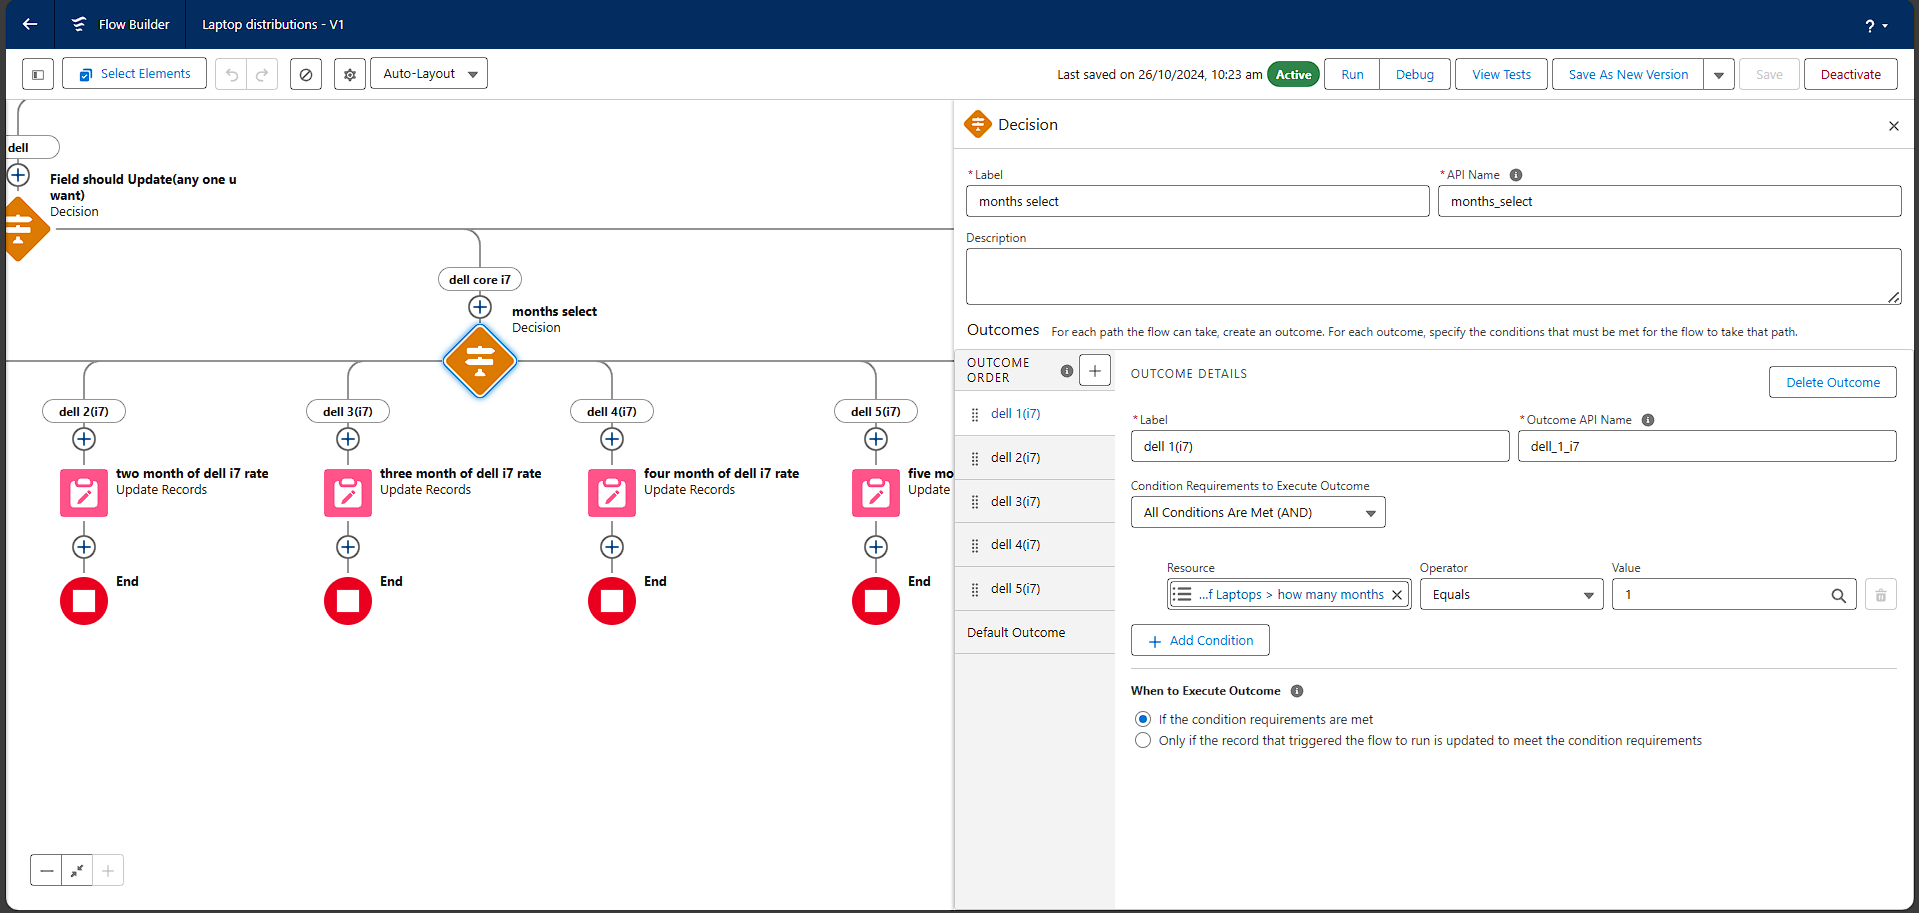 Flow Builder
Laptop distributions - V1
?
Select Elements
Auto-Layout
Last saved on 26/10/2024, 10:23 am
Active
Run
Debug
View Tests
Save As New Version
Save
Deactivate
dell
Field should Update(any one u
want)
Decision
dell core i7
months select
Decision
dell 2(i7)
dell 3(i7)
dell 4(i7)
dell 5(i7)
two month of dell i7 rate
Update Records
three month of dell i7 rate
Update Records
four month of dell i7 rate
Update Records
five mo
Update
End
End
End
End
Decision
* Label
months select
* API Name
months_select
Description
Outcomes
For each path the flow can take, create an outcome. For each outcome, specify the conditions that must be met for the flow to take that path.
OUTCOME
ORDER
dell 1(i7)
dell 2(i7)
dell 3(i7)
dell 4(i7)
dell 5(i7)
Default Outcome
OUTCOME DETAILS
Delete Outcome
* Label
dell 1(i7)
* Outcome API Name
dell_1_i7
Condition Requirements to Execute Outcome
All Conditions Are Met (AND)
Resource
...f Laptops > how many months
Operator
Equals
Value
1
Add Condition
When to Execute Outcome
If the condition requirements are met
Only if the record that triggered the flow to run is updated to meet the condition requirements